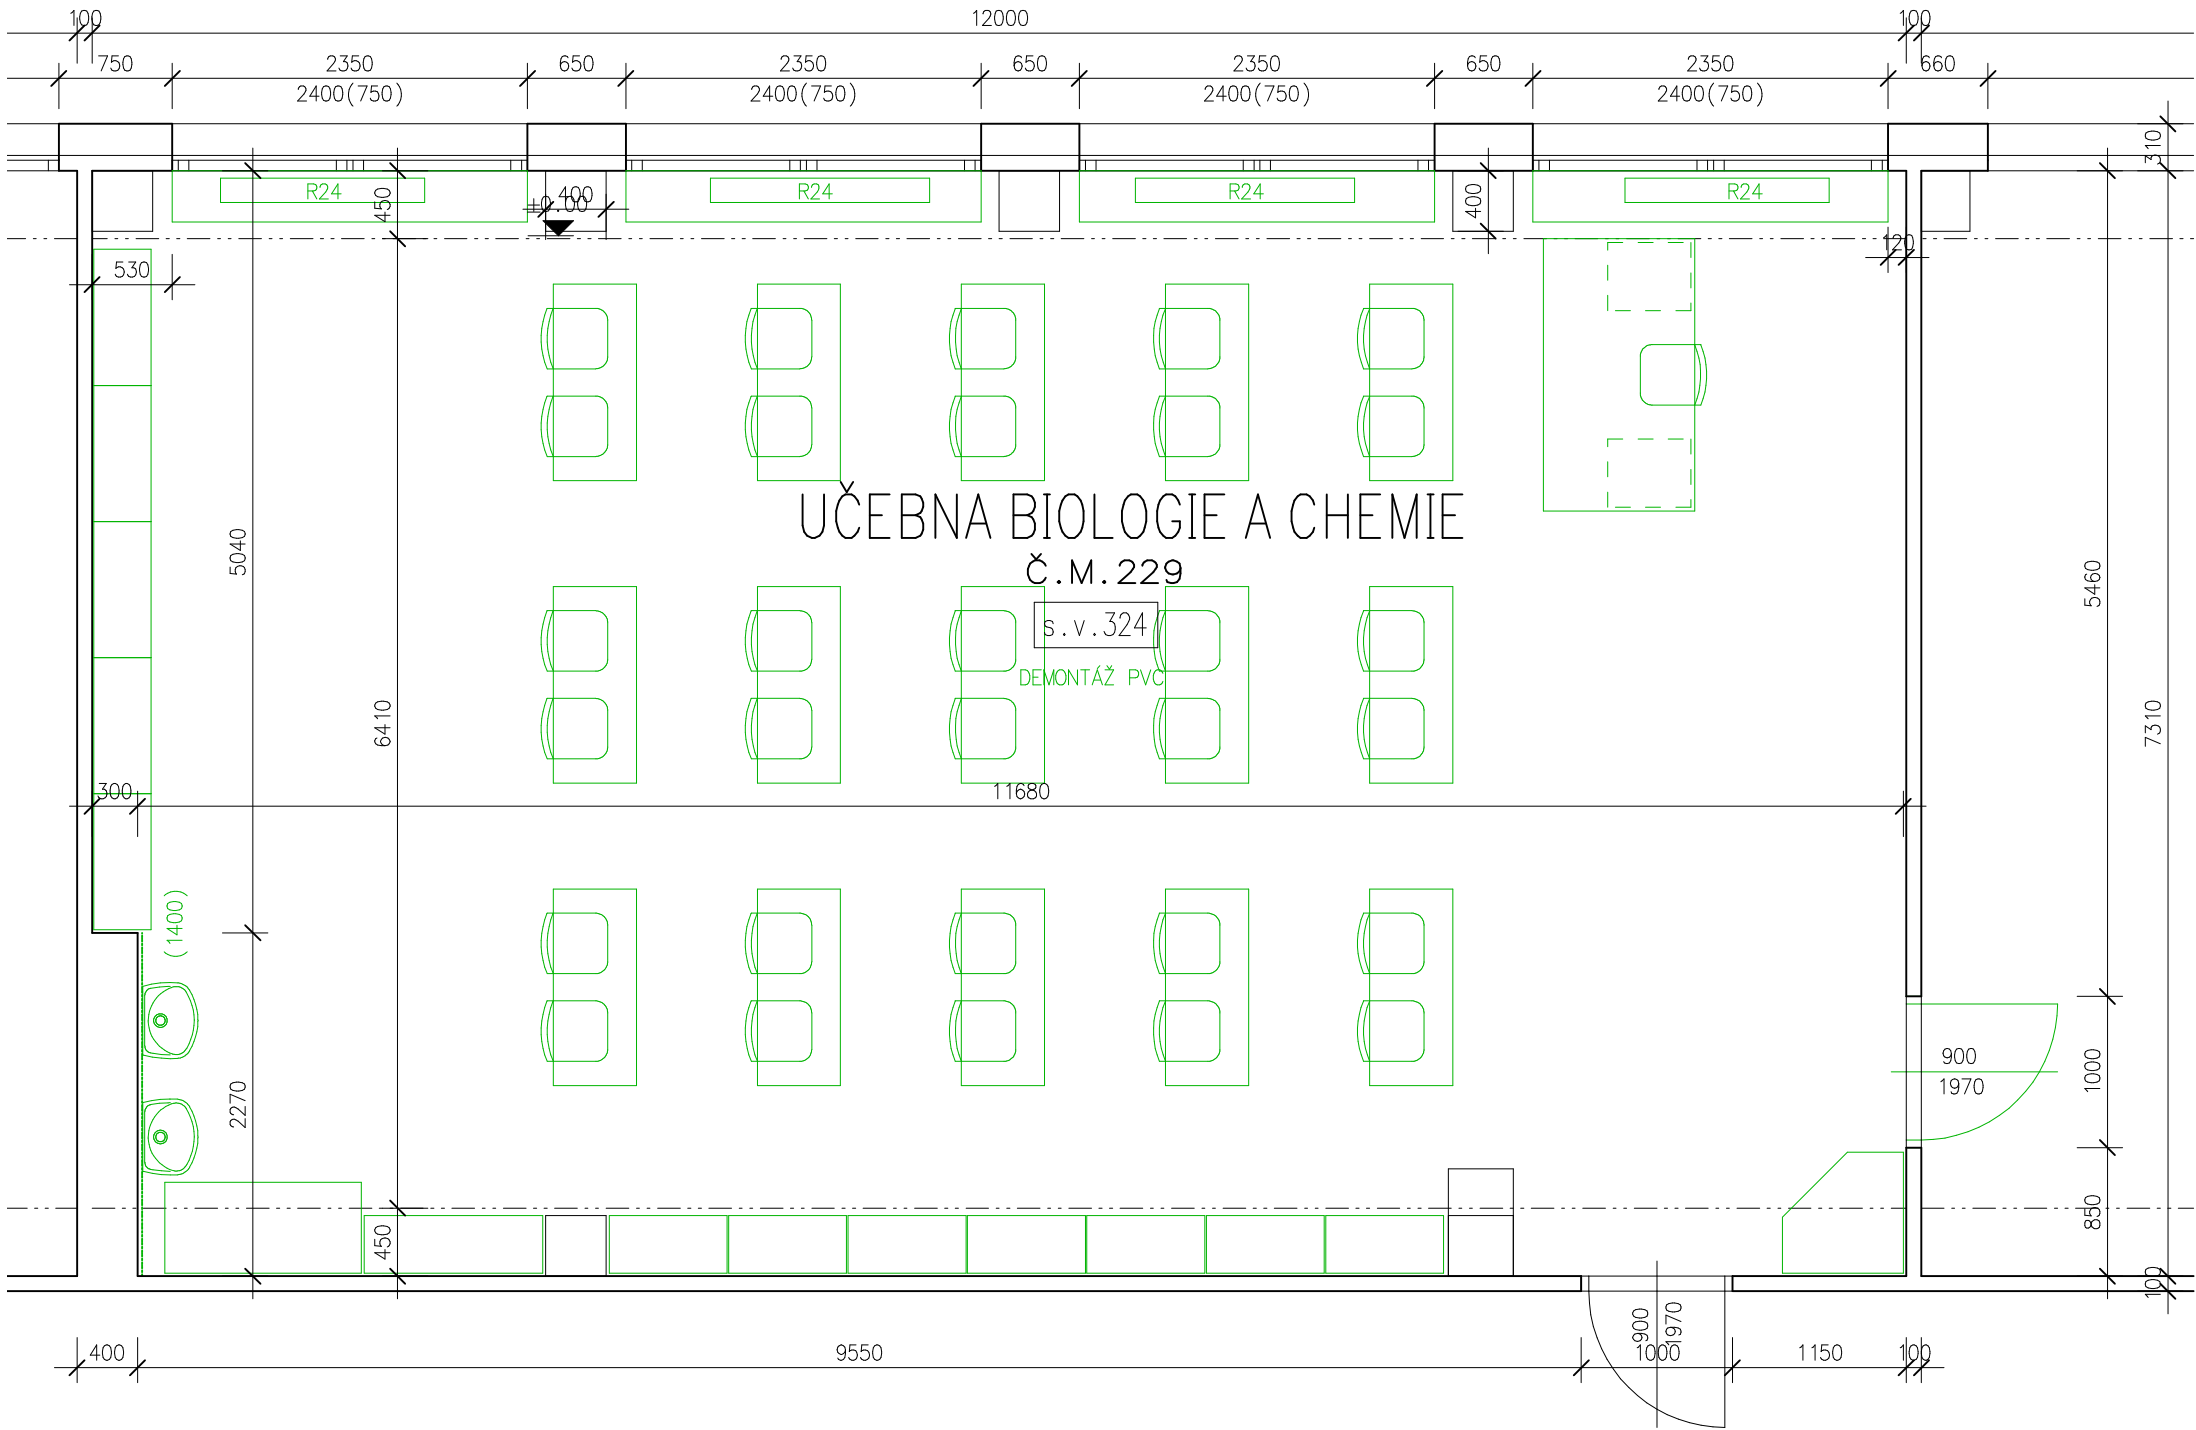 100 12000 100
750 2350 650 2350 650 2350 650 2350 660
2400(750) 2400(750) 2400(750) 2400(750)
310
R24 R24 R24 R24
450 400 400
±0.00
120
530
UČEBNA BIOLOGIE A CHEMIE
Č.M.229
5040 5460
s.v.324
DEMONTÁŽ PVC
6410 7310
300 11680
(1400)
900
1970
1000
2270
850
450
100
900
1970
400 9550 1000 1150 100